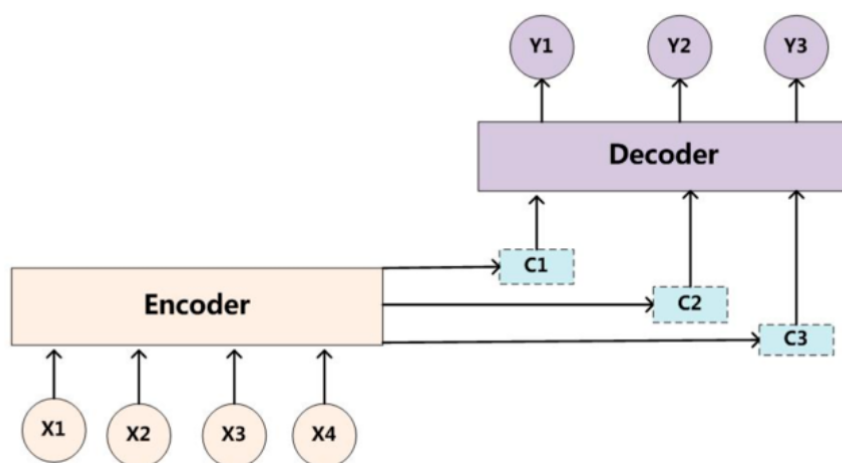 Y1 Y2 Y3
Decoder
C1
Encoder
C2
C3
X1 X2 X3 X4